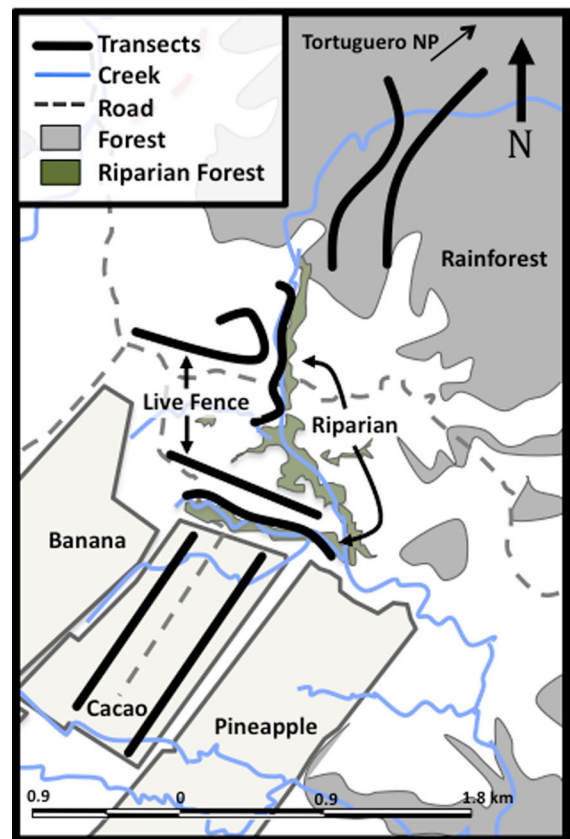 Transects
Creek
Road
Forest
Riparian Forest
Tortuguero NP
N
Rainforest
Live Fence
Riparian
Banana
Cacao
Pineapple
0.9 0 0.9 1.8 km